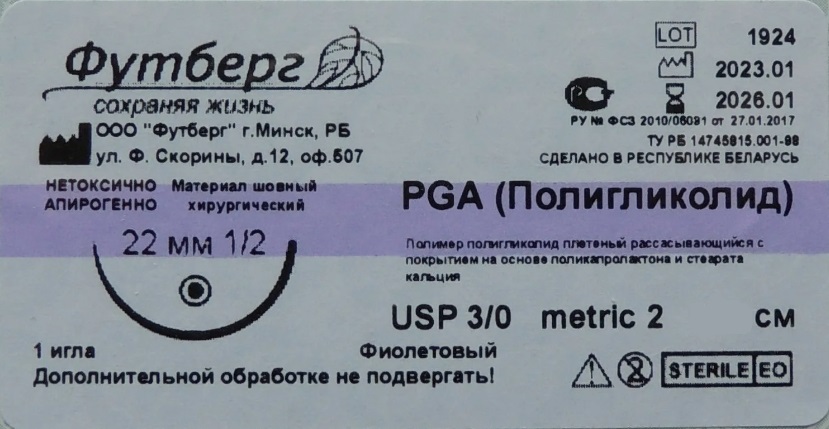 Футберг
сохраняя жизнь
ООО "Футберг" г.Минск, РБ
ул. Ф. Скорины, д.12, оф.507
LOT 1924
2023.01
2026.01
РУ № ФСЗ 2010/06091 от 27.01.2017
ТУ РБ 14745815.001-98
СДЕЛАНО В РЕСПУБЛИКЕ БЕЛАРУСЬ
НЕТОКСИЧНО
АПИРОГЕННО
Материал шовный
хирургический
PGA (Полигликолид)
22 мм 1/2
Полимер полигликолид плетеный рассасывающийся с
покрытием на основе поликапролактона и стеарата
кальция
USP 3/0 metric 2 см
1 игла
Фиолетовый
Дополнительной обработке не подвергать!
2
STERILE EO